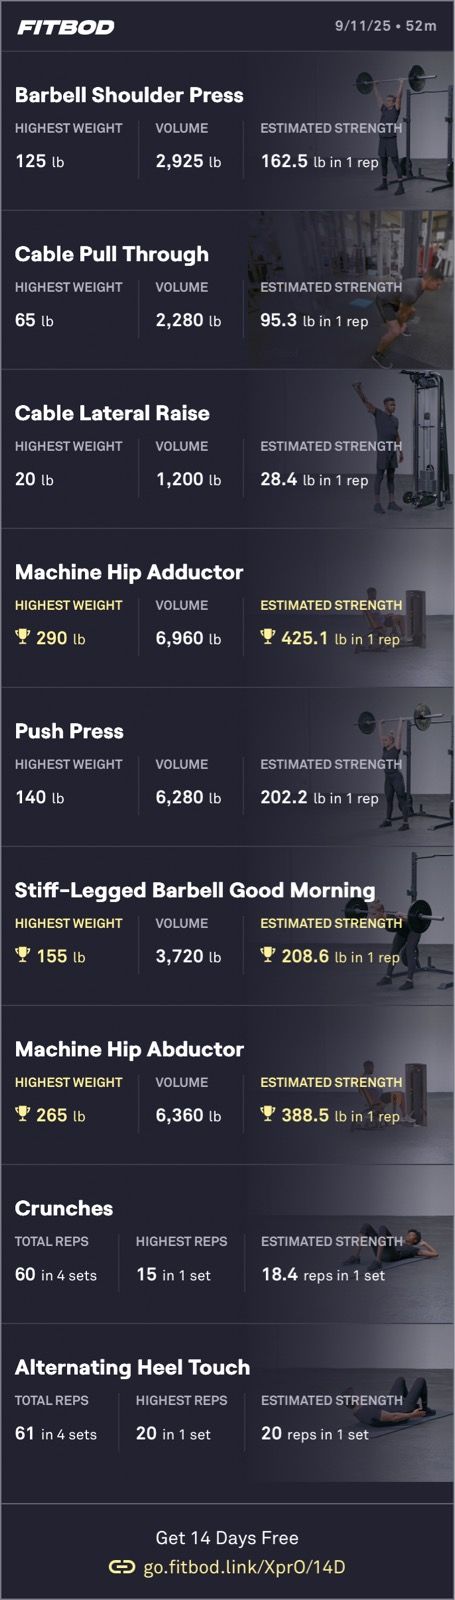 FITBOD
9/11/25 • 52m
Barbell Shoulder Press
HIGHEST WEIGHT VOLUME ESTIMATED STRENGTH
125 lb 2,925 lb 162.5 lb in 1 rep
Cable Pull Through
HIGHEST WEIGHT VOLUME ESTIMATED STRENGTH
65 lb 2,280 lb 95.3 lb in 1 rep
Cable Lateral Raise
HIGHEST WEIGHT VOLUME ESTIMATED STRENGTH
20 lb 1,200 lb 28.4 lb in 1 rep
Machine Hip Adductor
HIGHEST WEIGHT VOLUME ESTIMATED STRENGTH
290 lb 6,960 lb 425.1 lb in 1 rep
Push Press
HIGHEST WEIGHT VOLUME ESTIMATED STRENGTH
140 lb 6,280 lb 202.2 lb in 1 rep
Stiff-Legged Barbell Good Morning
HIGHEST WEIGHT VOLUME ESTIMATED STRENGTH
155 lb 3,720 lb 208.6 lb in 1 rep
Machine Hip Abductor
HIGHEST WEIGHT VOLUME ESTIMATED STRENGTH
265 lb 6,360 lb 388.5 lb in 1 rep
Crunches
TOTAL REPS HIGHEST REPS ESTIMATED STRENGTH
60 in 4 sets 15 in 1 set 18.4 reps in 1 set
Alternating Heel Touch
TOTAL REPS HIGHEST REPS ESTIMATED STRENGTH
61 in 4 sets 20 in 1 set 20 reps in 1 set
Get 14 Days Free
go.fitbod.link/XprO/14D